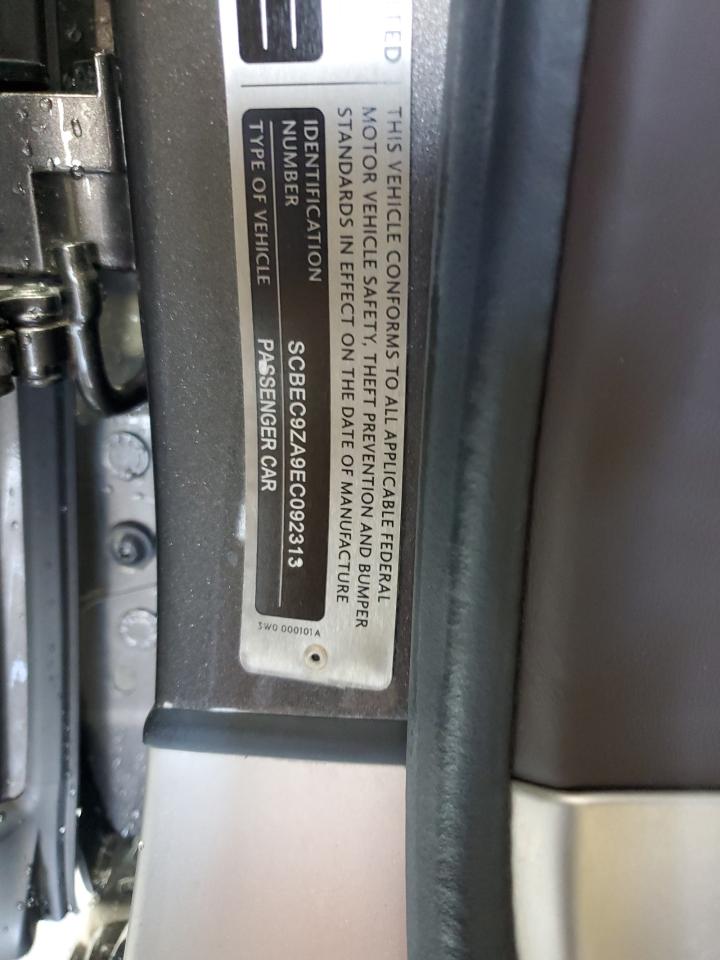 TED
THIS VEHICLE CONFORMS TO ALL APPLICABLE FEDERAL
MOTOR VEHICLE SAFETY, THEFT PREVENTION AND BUMPER
STANDARDS IN EFFECT ON THE DATE OF MANUFACTURE
IDENTIFICATION
NUMBER SCBEC9ZA9EC092313
TYPE OF VEHICLE PASSENGER CAR
3W0 000101A